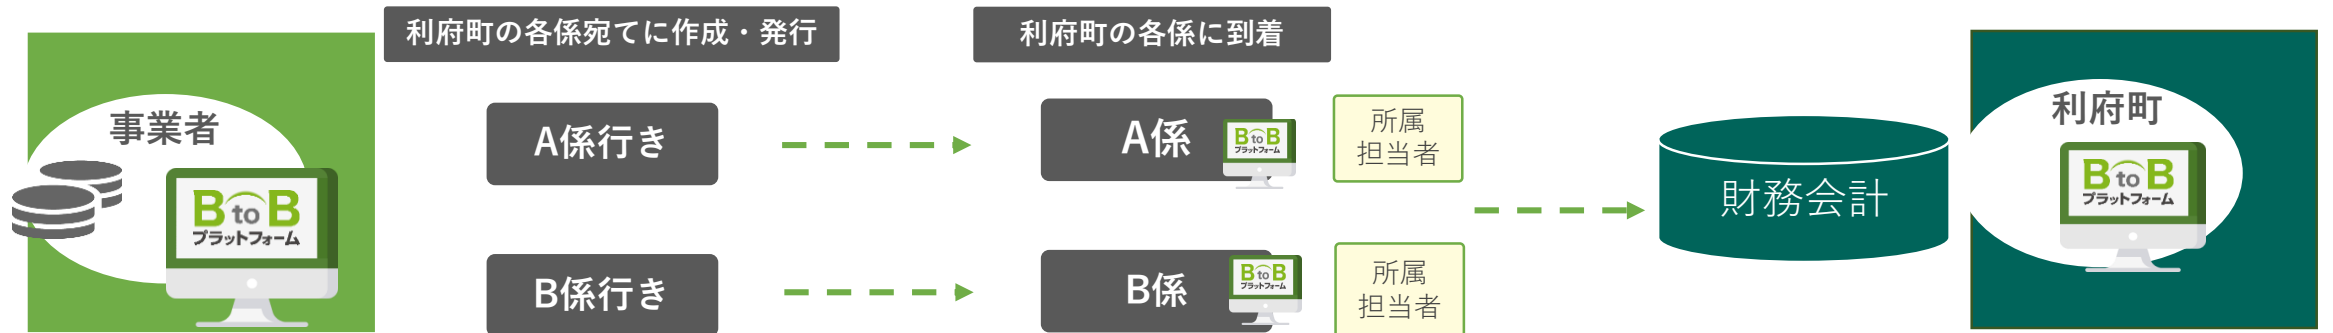 利府町の各係宛てに作成・発行
利府町の各係に到着
事業者
BtoB
プラットフォーム
A係行き
A係
BtoB
プラットフォーム
所属
担当者
B係行き
B係
BtoB
プラットフォーム
所属
担当者
財務会計
利府町
BtoB
プラットフォーム